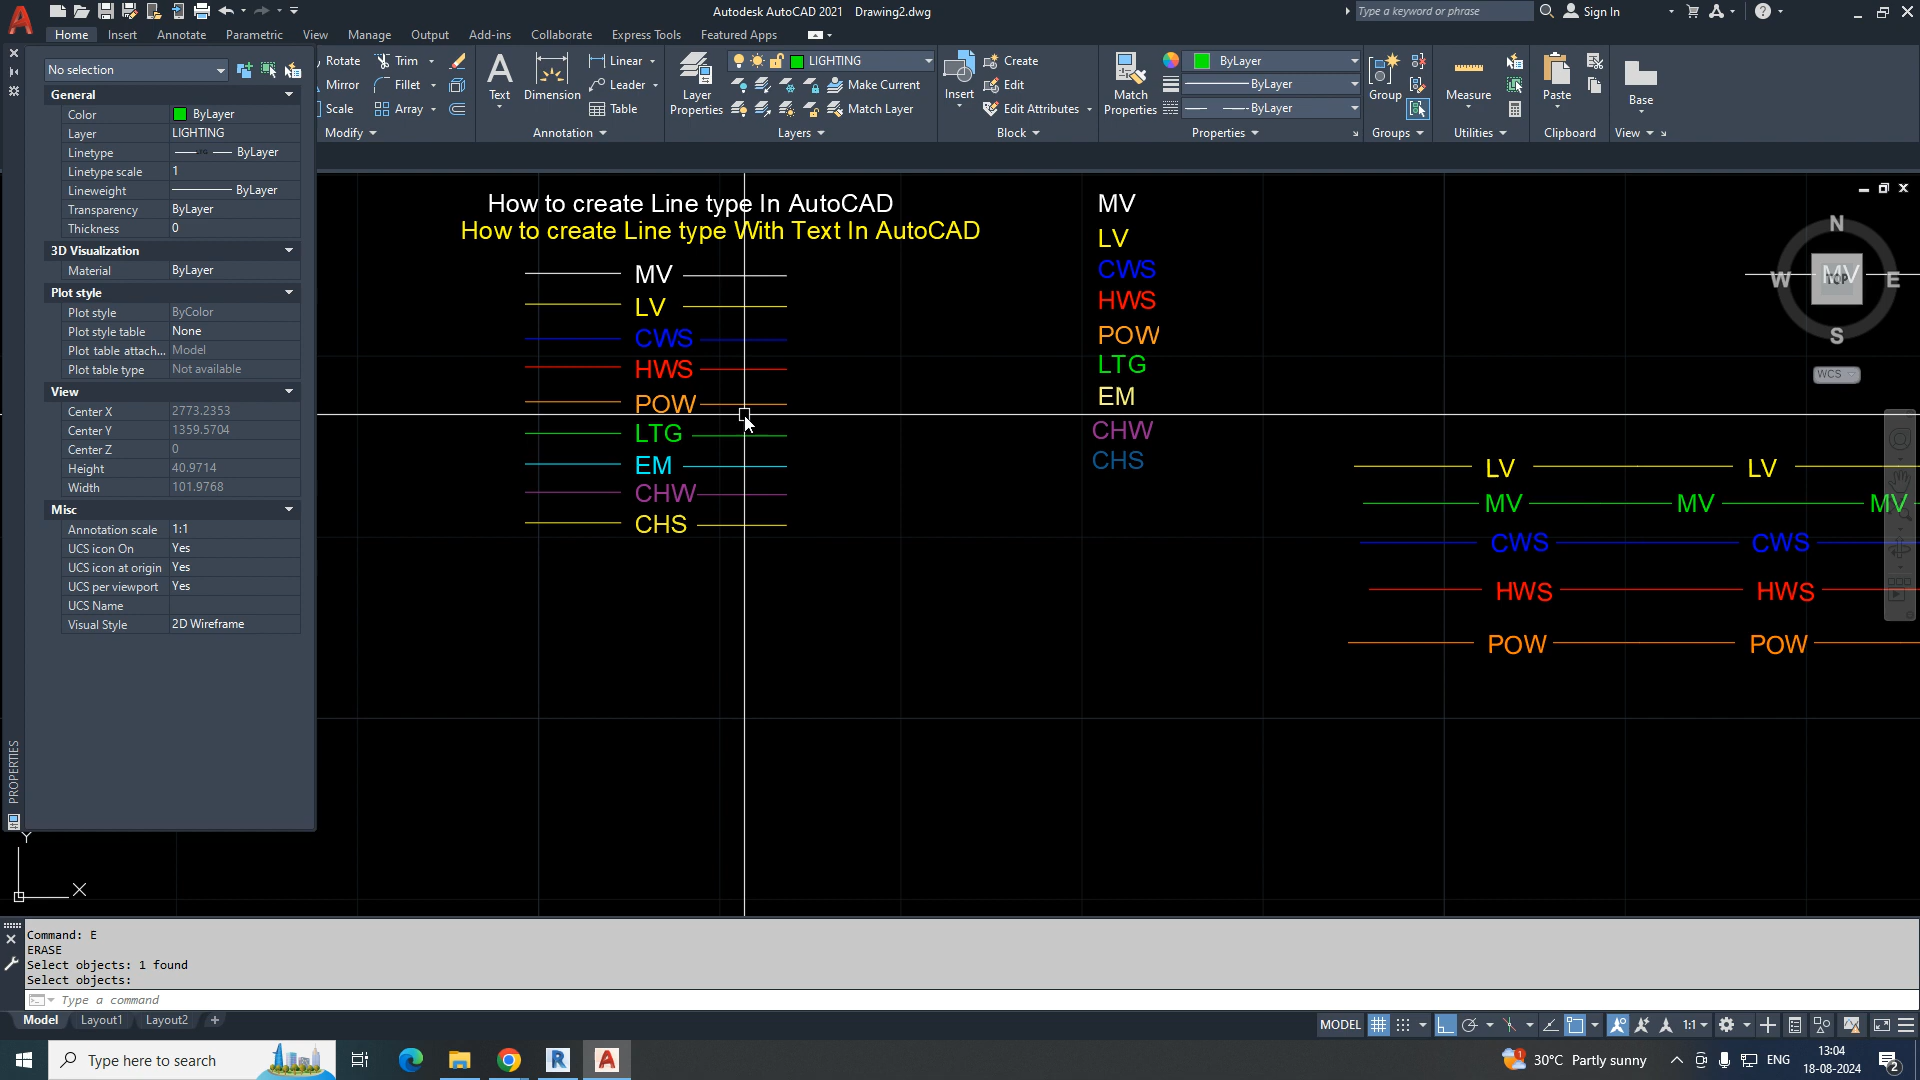 Autodesk AutoCAD 2021 Drawing2.dwg
Type a keyword or phrase
Sign In
Home Insert Annotate Parametric View Manage Output Add-ins Collaborate Express Tools Featured Apps
No selection
Rotate Trim
Mirror Fillet
Scale Array
Modify
Text
Dimension
Linear
Leader
Table
Annotation
Layer
Properties
LIGHTING
Make Current
Match Layer
Layers
Insert
Create
Edit
Edit Attributes
Block
Match
Properties
ByLayer
ByLayer
ByLayer
Properties
Group
Groups
Measure
Utilities
Paste
Clipboard
Base
View
General
Color ByLayer
Layer LIGHTING
Linetype ByLayer
Linetype scale 1
Lineweight ByLayer
Transparency ByLayer
Thickness 0
3D Visualization
Material ByLayer
Plot style
Plot style ByColor
Plot style table None
Plot table attach... Model
Plot table type Not available
View
Center X 2773.2353
Center Y 1359.5704
Center Z 0
Height 40.9714
Width 101.9768
Misc
Annotation scale 1:1
UCS icon On Yes
UCS icon at origin Yes
UCS per viewport Yes
UCS Name
Visual Style 2D Wireframe
PROPERTIES
How to create Line type In AutoCAD
How to create Line type With Text In AutoCAD
MV
LV
CWS
HWS
POW
LTG
EM
CHW
CHS
MV
LV
CWS
HWS
POW
LTG
EM
CHW
CHS
N
W MV TOP E
S
WCS
LV LV
MV MV MV
CWS CWS
HWS HWS
POW POW
Y
X
Command: E
ERASE
Select objects: 1 found
Select objects:
Type a command
Model Layout1 Layout2 +
MODEL 1:1
Type here to search
30°C Partly sunny
ENG
13:04
18-08-2024
2